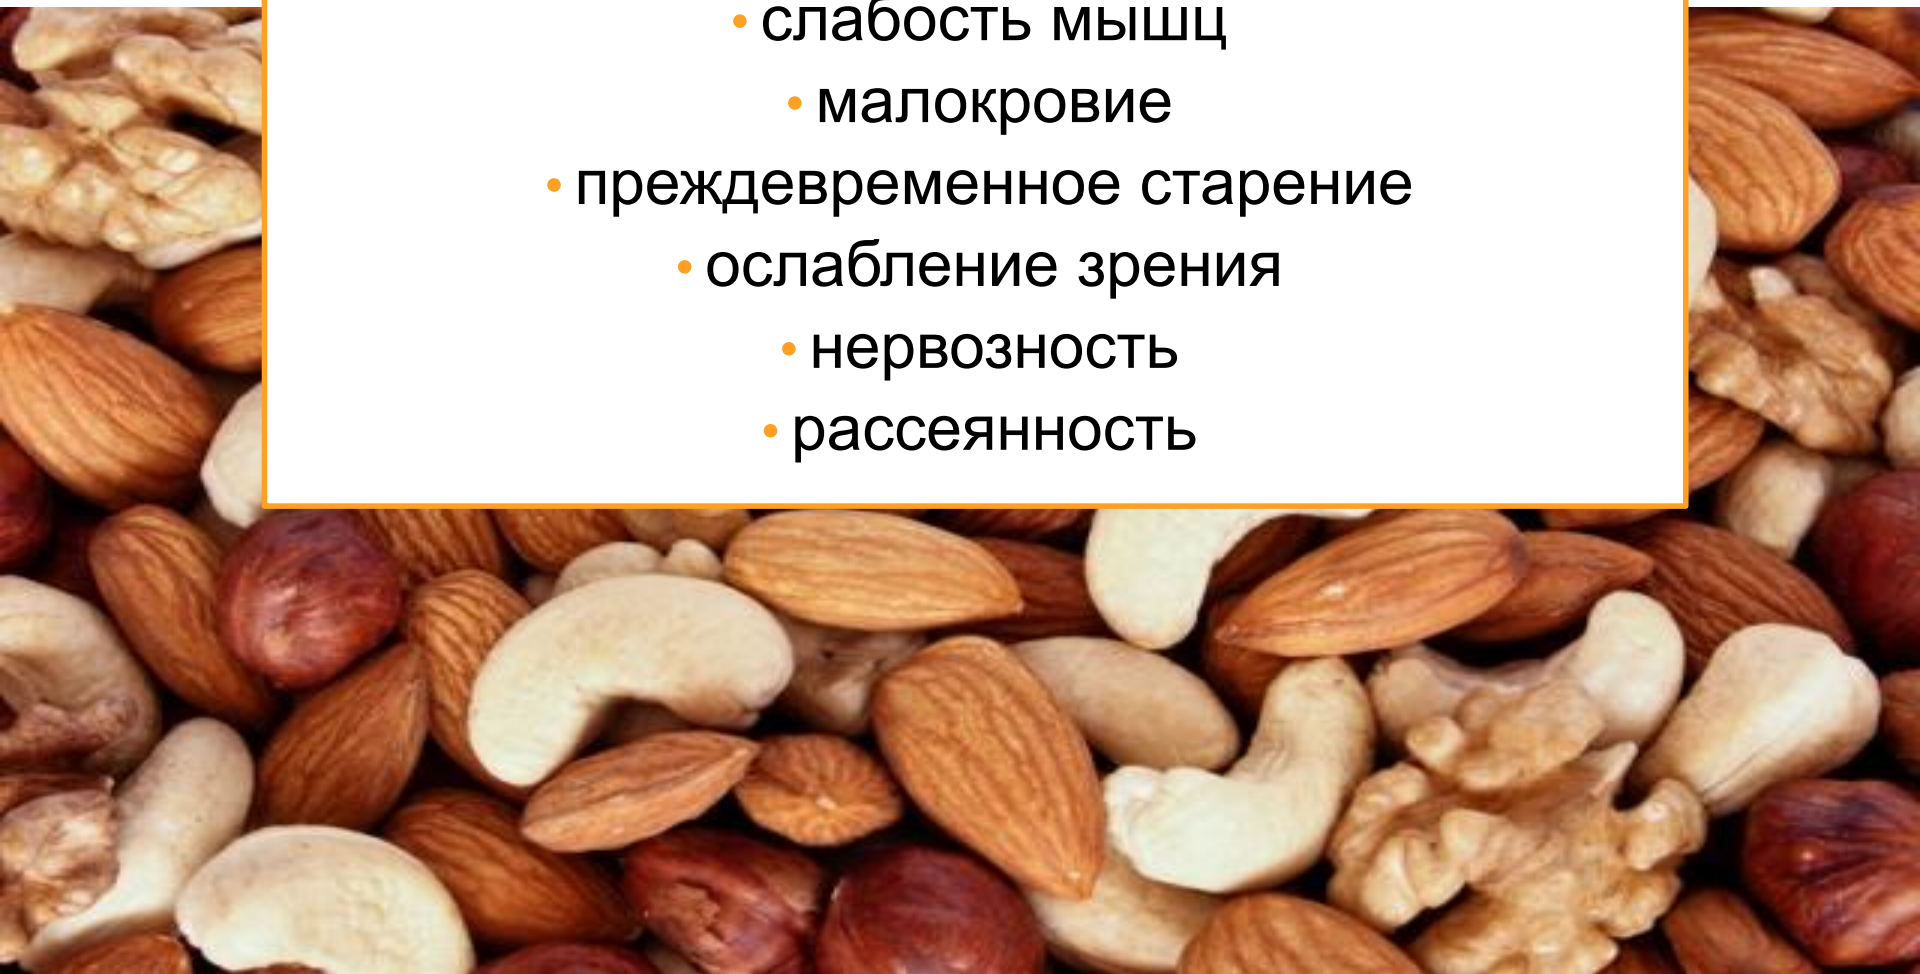 • слабость мышц
• малокровие
• преждевременное старение
• ослабление зрения
• нервозность
• рассеянность